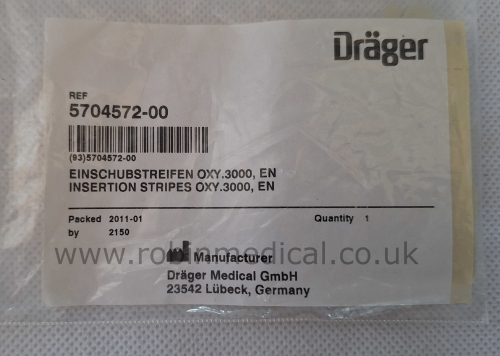 Dräger
REF
5704572-00
(93)5704572-00
EINSCHUBSTREIFEN OXY.3000, EN
INSERTION STRIPES OXY.3000, EN
Packed 2011-01 Quantity 1
by 2150
www.robinmedical.co.uk
Manufacturer
Dräger Medical GmbH
23542 Lübeck, Germany